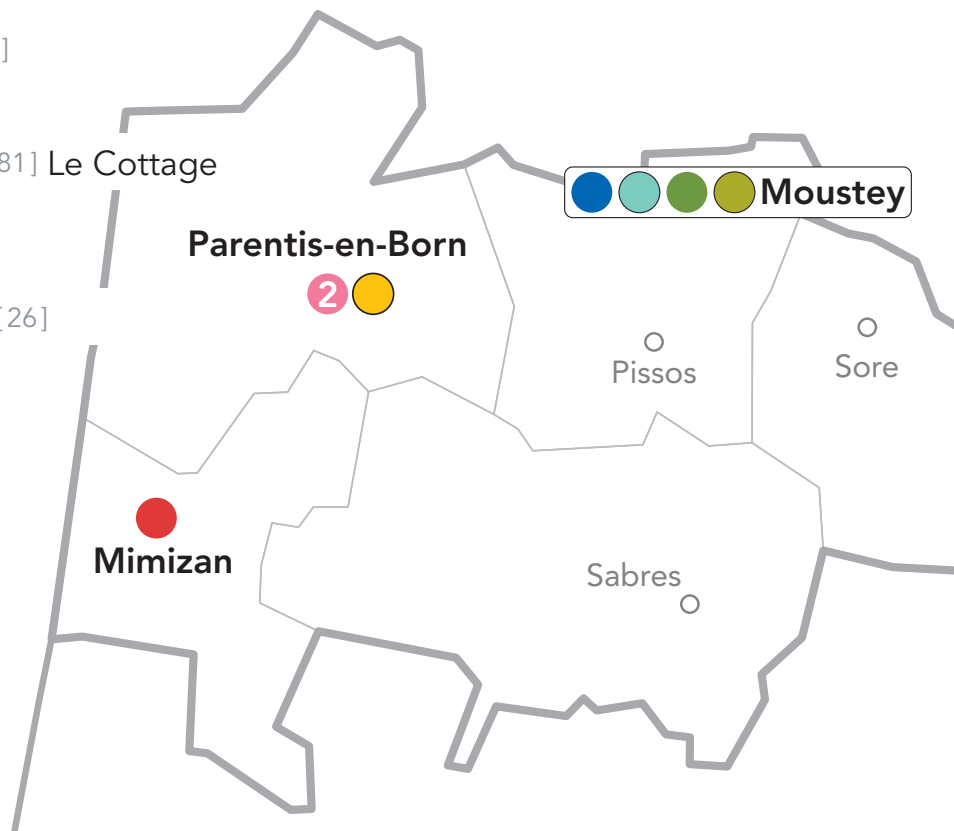 ]
81] Le Cottage
Moustey
Parentis-en-Born
2
26]
Pissos
Sore
Mimizan
Sabres